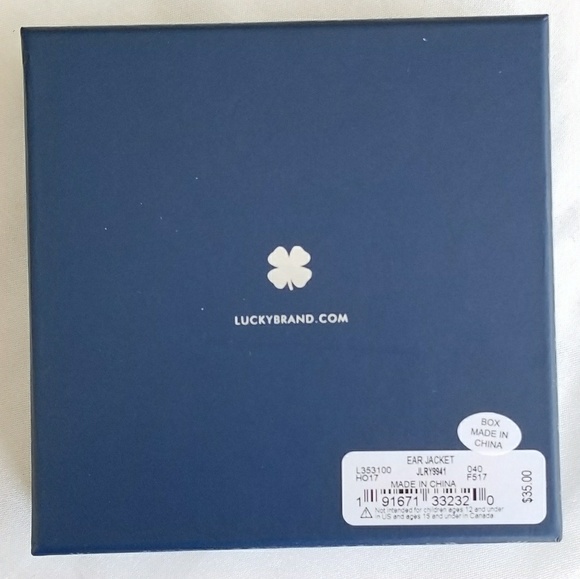 LUCKYBRAND.COM
BOX
MADE IN
CHINA
EAR JACKET
L353100 JLRY9941 040
HO17 F517
MADE IN CHINA
1 91671 33232 0
Not intended for children ages 12 and under
in US and ages 15 and under in Canada.
$35.00